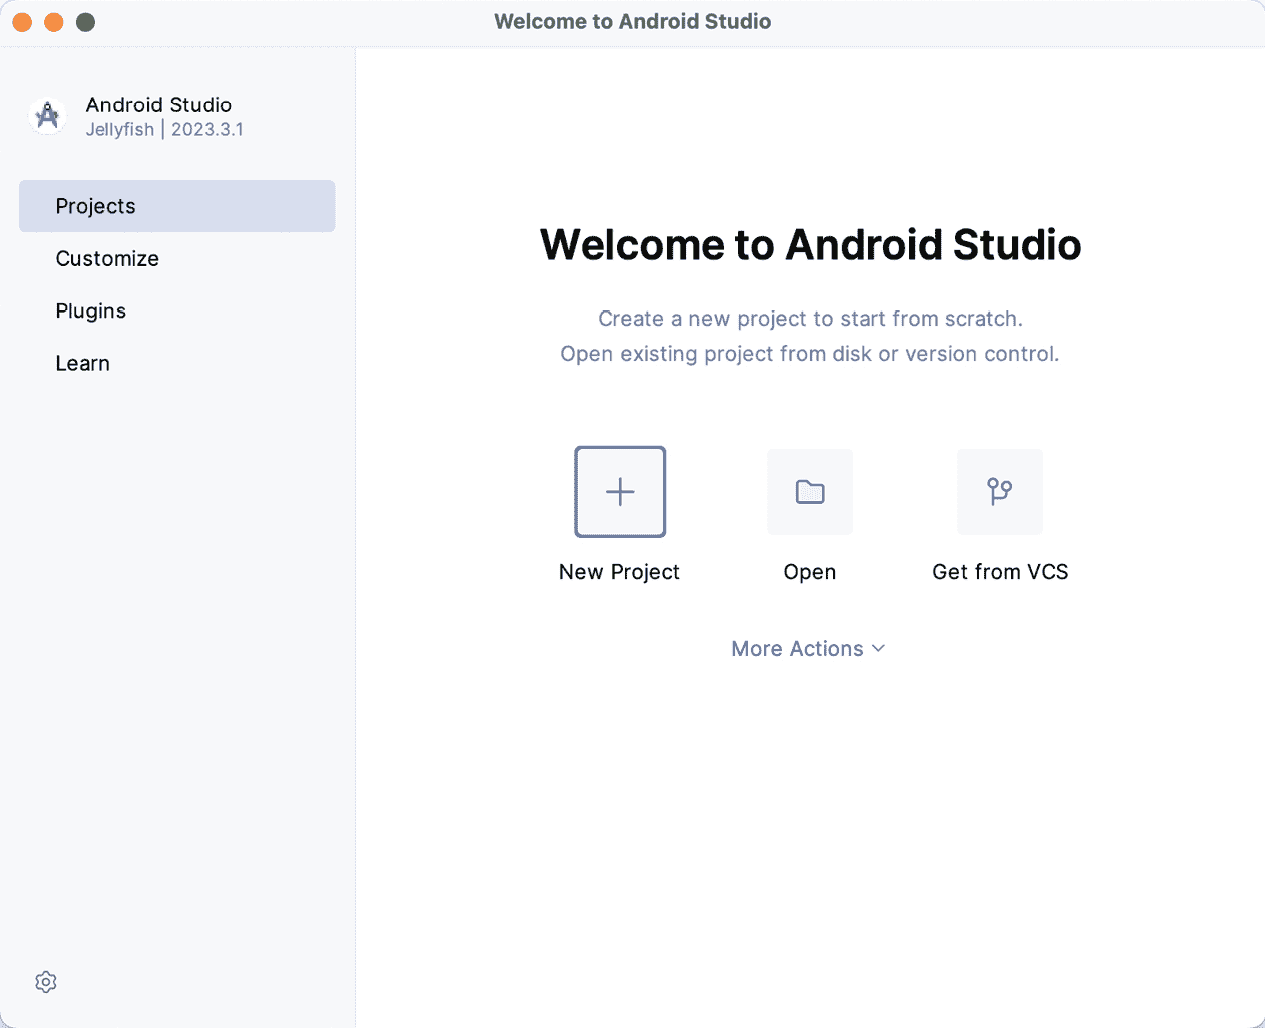 Welcome to Android Studio
Android Studio
Jellyfish | 2023.3.1
Projects
Customize
Plugins
Learn
Welcome to Android Studio
Create a new project to start from scratch.
Open existing project from disk or version control.
New Project
Open
Get from VCS
More Actions